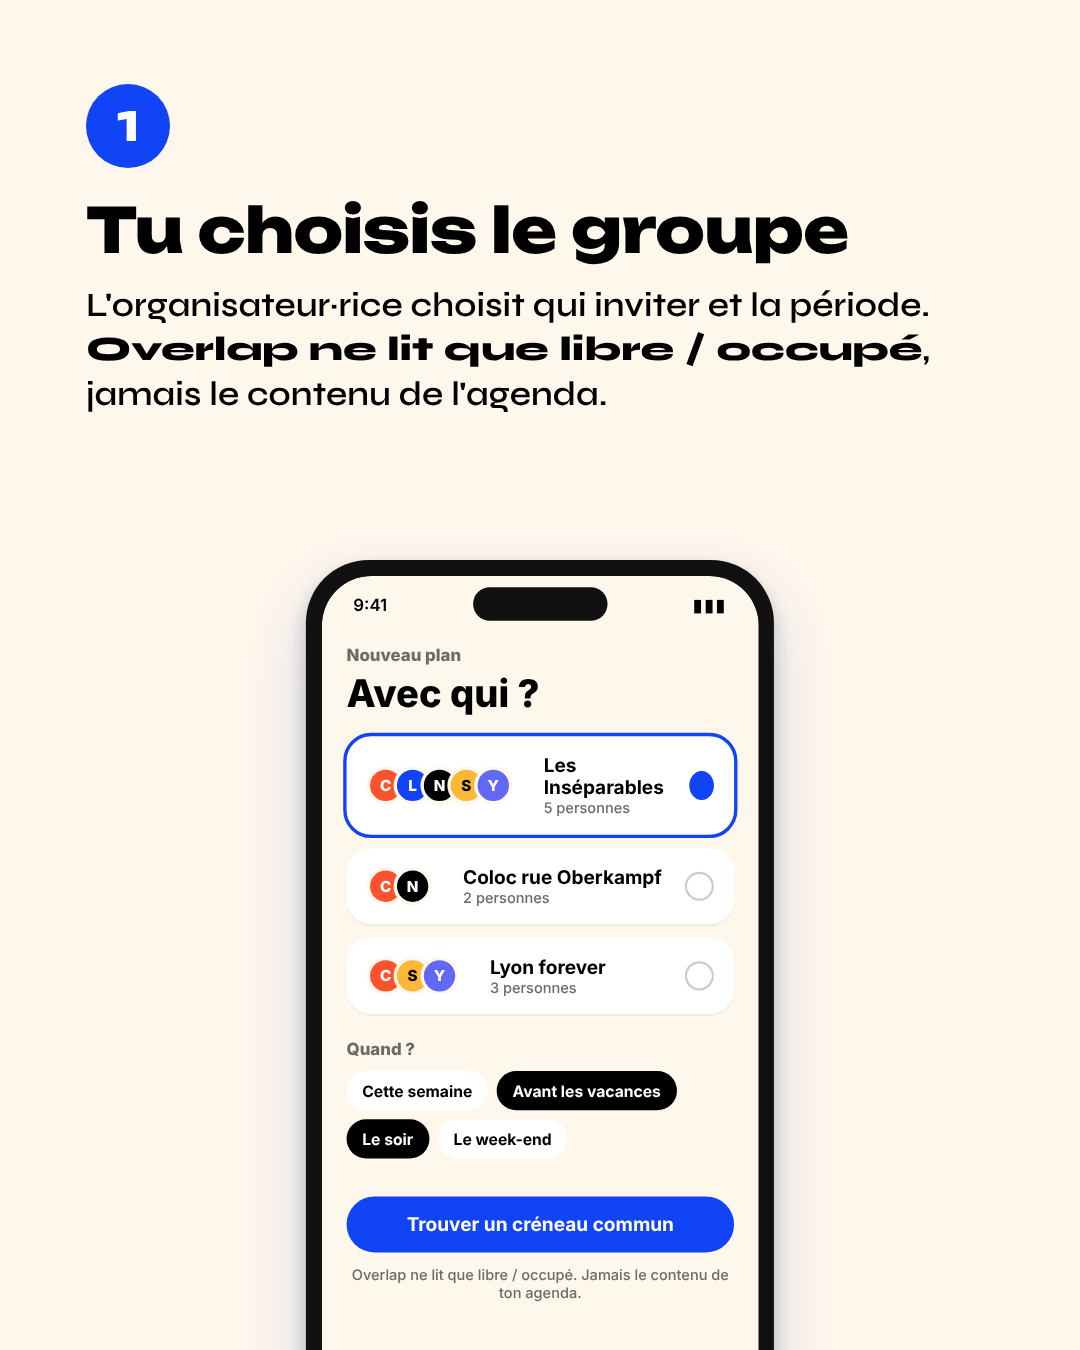 1
Tu choisis le groupe
L'organisateur·rice choisit qui inviter et la période.
Overlap ne lit que libre / occupé,
jamais le contenu de l'agenda.
9:41
Nouveau plan
Avec qui ?
C L N S Y
Les
Inséparables
5 personnes
C N
Coloc rue Oberkampf
2 personnes
C S Y
Lyon forever
3 personnes
Quand ?
Cette semaine
Avant les vacances
Le soir
Le week-end
Trouver un créneau commun
Overlap ne lit que libre / occupé. Jamais le contenu de
ton agenda.